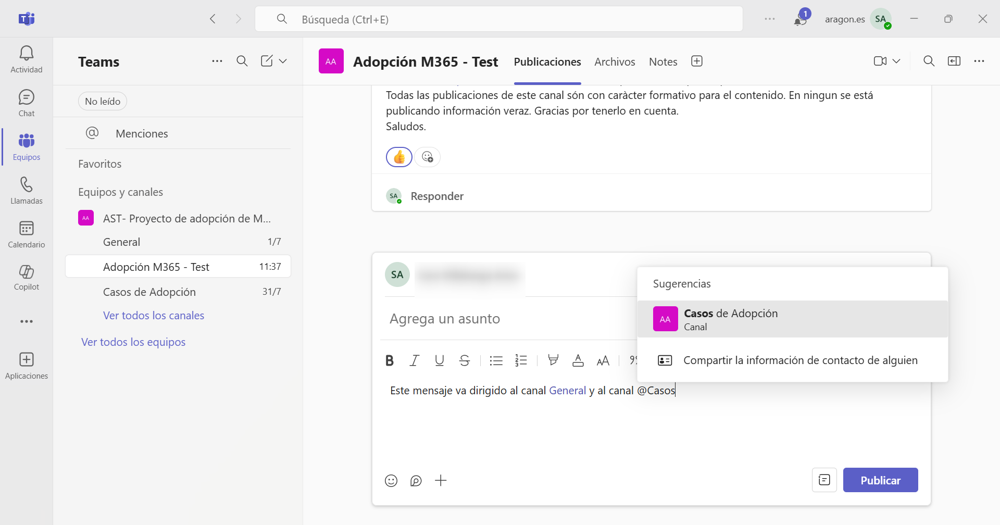 Búsqueda (Ctrl+E)
1
aragon.es
SA
Actividad
Chat
Equipos
Llamadas
Calendario
Copilot
Aplicaciones
Teams
No leído
@ Menciones
Favoritos
Equipos y canales
AA AST- Proyecto de adopción de M...
General 1/7
Adopción M365 - Test 11:37
Casos de Adopción 31/7
Ver todos los canales
Ver todos los equipos
AA Adopción M365 - Test Publicaciones Archivos Notes
Todas las publicaciones de este canal són con caràcter formativo para el contenido. En ningun se está
publicando información veraz. Gracias por tenerlo en cuenta.
Saludos.
SA Responder
SA
Agrega un asunto
Este mensaje va dirigido al canal General y al canal @Casos
Sugerencias
AA Casos de Adopción
Canal
Compartir la información de contacto de alguien
Publicar